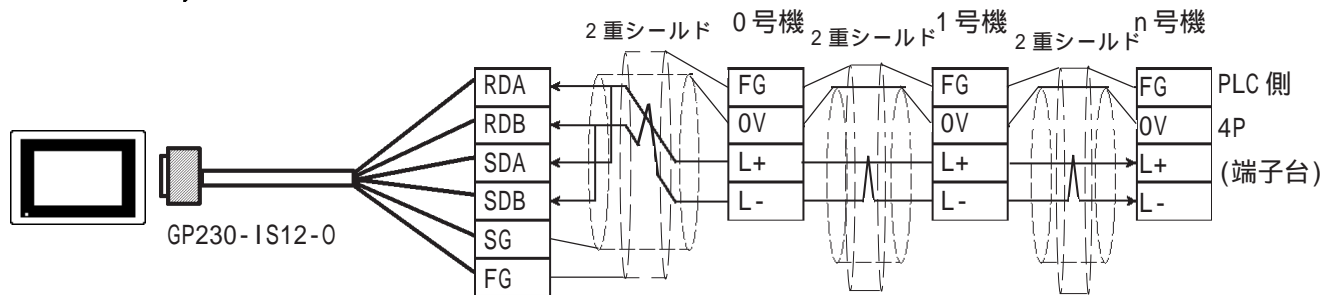 2重シールド 0号機 2重シールド 1号機 2重シールド n号機
RDA FG FG FG PLC側
RDB 0V 0V 0V 4P
SDA L+ L+ L+ (端子台)
SDB L- L- L-
SG
FG
GP230-IS12-O